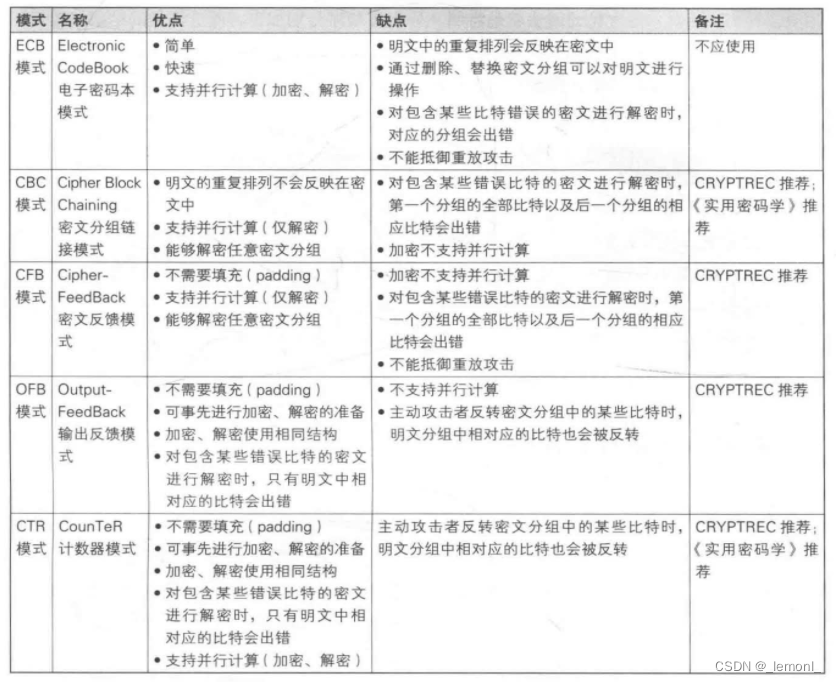 模式 名称 优点 缺点 备注
ECB
模式
Electronic
CodeBook
电子密码本
模式
• 简单
• 快速
• 支持并行计算（加密、解密）
• 明文中的重复排列会反映在密文中
• 通过删除、替换密文分组可以对明文进行
操作
• 对包含某些比特错误的密文进行解密时，
对应的分组会出错
• 不能抵御重放攻击
不应使用
CBC
模式
Cipher Block
Chaining
密文分组链
接模式
• 明文的重复排列不会反映在密
文中
• 支持并行计算（仅解密）
• 能够解密任意密文分组
• 对包含某些错误比特的密文进行解密时，
第一个分组的全部比特以及后一个分组的相
应比特会出错
• 加密不支持并行计算
CRYPTREC 推荐；
《实用密码学》推
荐
CFB
模式
Cipher-
FeedBack
密文反馈模
式
• 不需要填充（padding）
• 支持并行计算（仅解密）
• 能够解密任意密文分组
• 加密不支持并行计算
• 对包含某些错误比特的密文进行解密时，第
一个分组的全部比特以及后一个分组的相应
比特会出错
• 不能抵御重放攻击
CRYPTREC 推荐
OFB
模式
Output-
FeedBack
输出反馈模
式
• 不需要填充（padding）
• 可事先进行加密、解密的准备
• 加密、解密使用相同结构
• 对包含某些错误比特的密文
进行解密时，只有明文中相
对应的比特会出错
• 不支持并行计算
• 主动攻击者反转密文分组中的某些比特时，
明文分组中相对应的比特也会被反转
CRYPTREC 推荐
CTR
模式
CounTeR
计数器模式
• 不需要填充（padding）
• 可事先进行加密、解密的准备
• 加密、解密使用相同结构
• 对包含某些错误比特的密文
进行解密时，只有明文中相
对应的比特会出错
• 支持并行计算（加密、解密）
主动攻击者反转密文分组中的某些比特时，
明文分组中相对应的比特也会被反转
CRYPTREC 推荐；
《实用密码学》推
荐
CSDN @_lemonl_